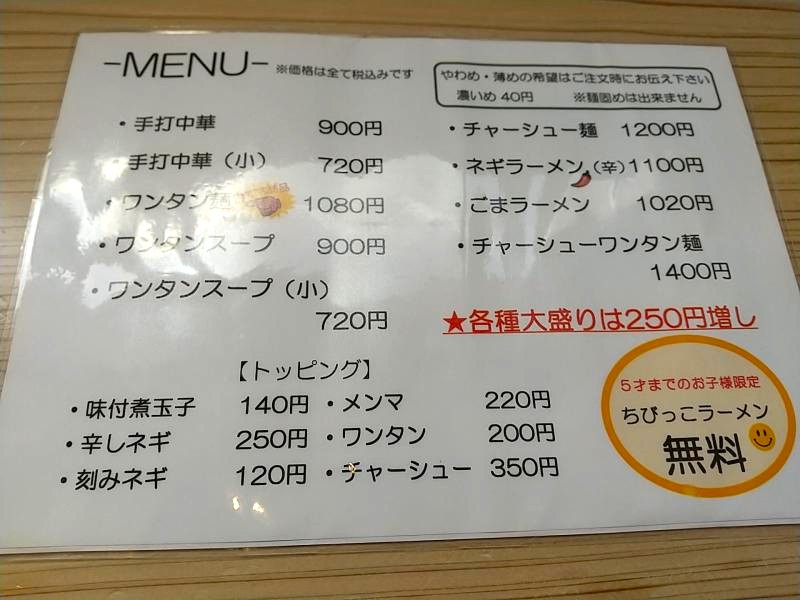 -MENU- ※価格は全て税込みです
やわめ・薄めの希望はご注文時にお伝え下さい
濃いめ 40円 ※麺固めは出来ません
・手打中華 900円
・手打中華（小） 720円
・ワンタン麺 1080円
・ワンタンスープ 900円
・ワンタンスープ（小）
720円
・チャーシュー麺 1200円
・ネギラーメン（辛）1100円
・ごまラーメン 1020円
・チャーシューワンタン麺
1400円
★各種大盛りは250円増し
【トッピング】
・味付煮玉子 140円 ・メンマ 220円
・辛しネギ 250円 ・ワンタン 200円
・刻みネギ 120円 ・チャーシュー 350円
5才までのお子様限定
ちびっこラーメン
無料